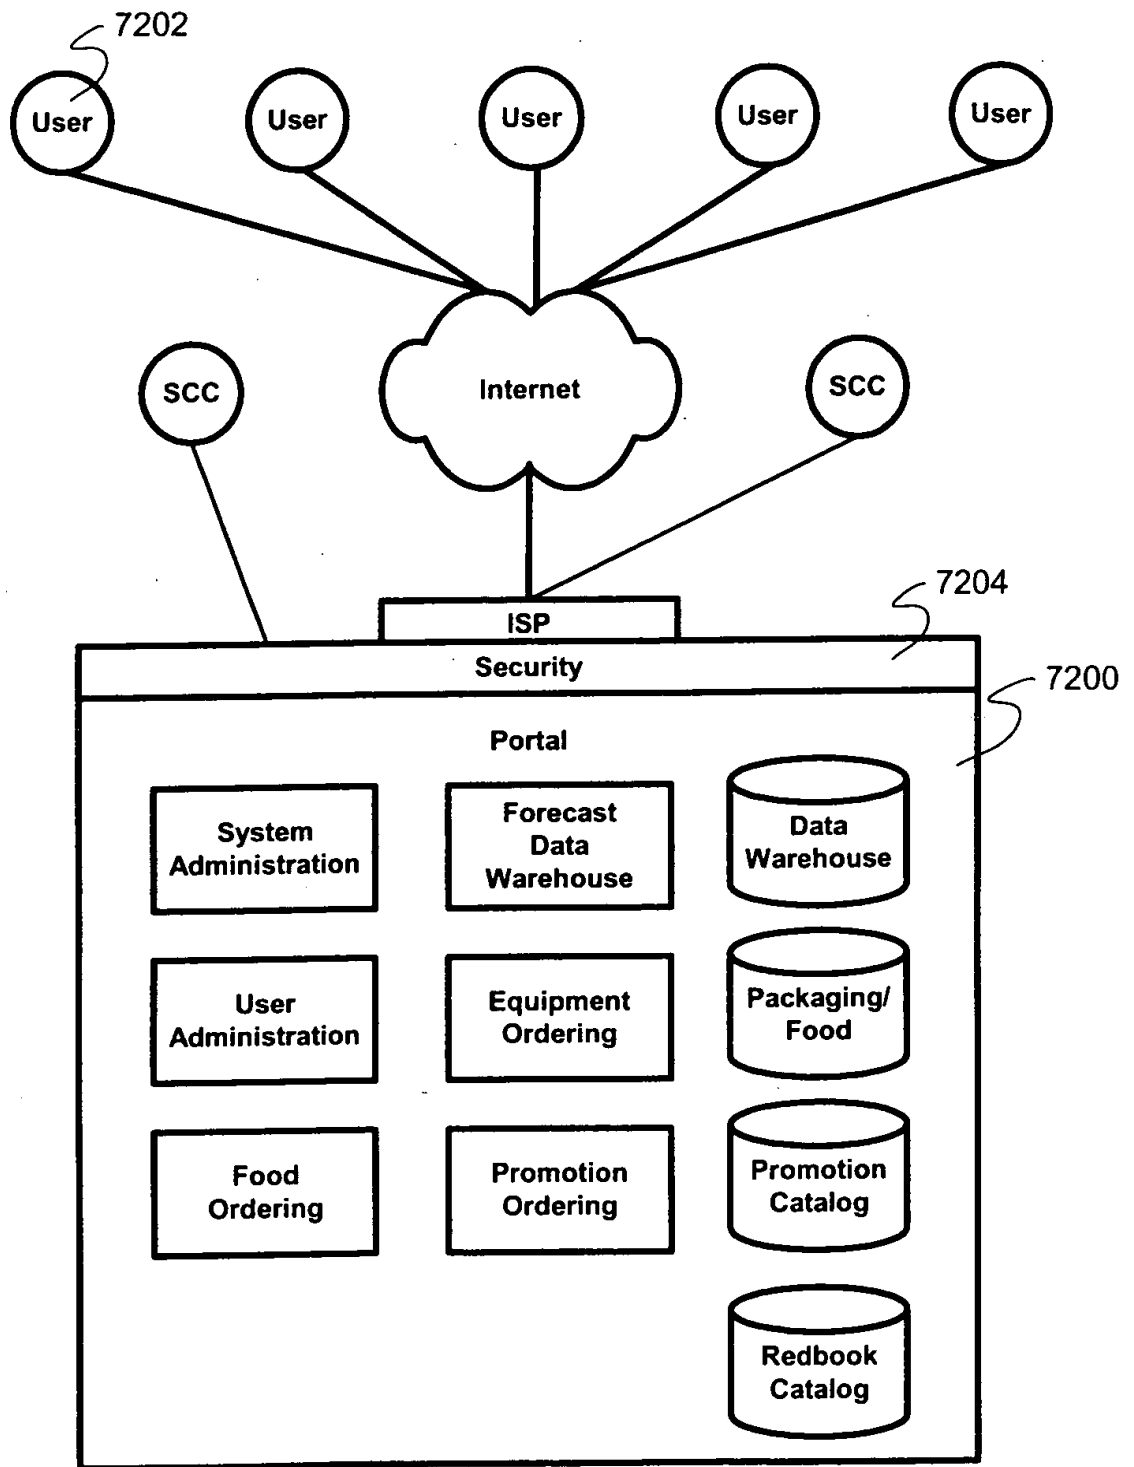 7202
User
User
User
User
User
SCC
Internet
SCC
7204
ISP
Security
7200
Portal
System
Administration
Forecast
Data
Warehouse
Data
Warehouse
User
Administration
Equipment
Ordering
Packaging/
Food
Food
Ordering
Promotion
Ordering
Promotion
Catalog
Redbook
Catalog